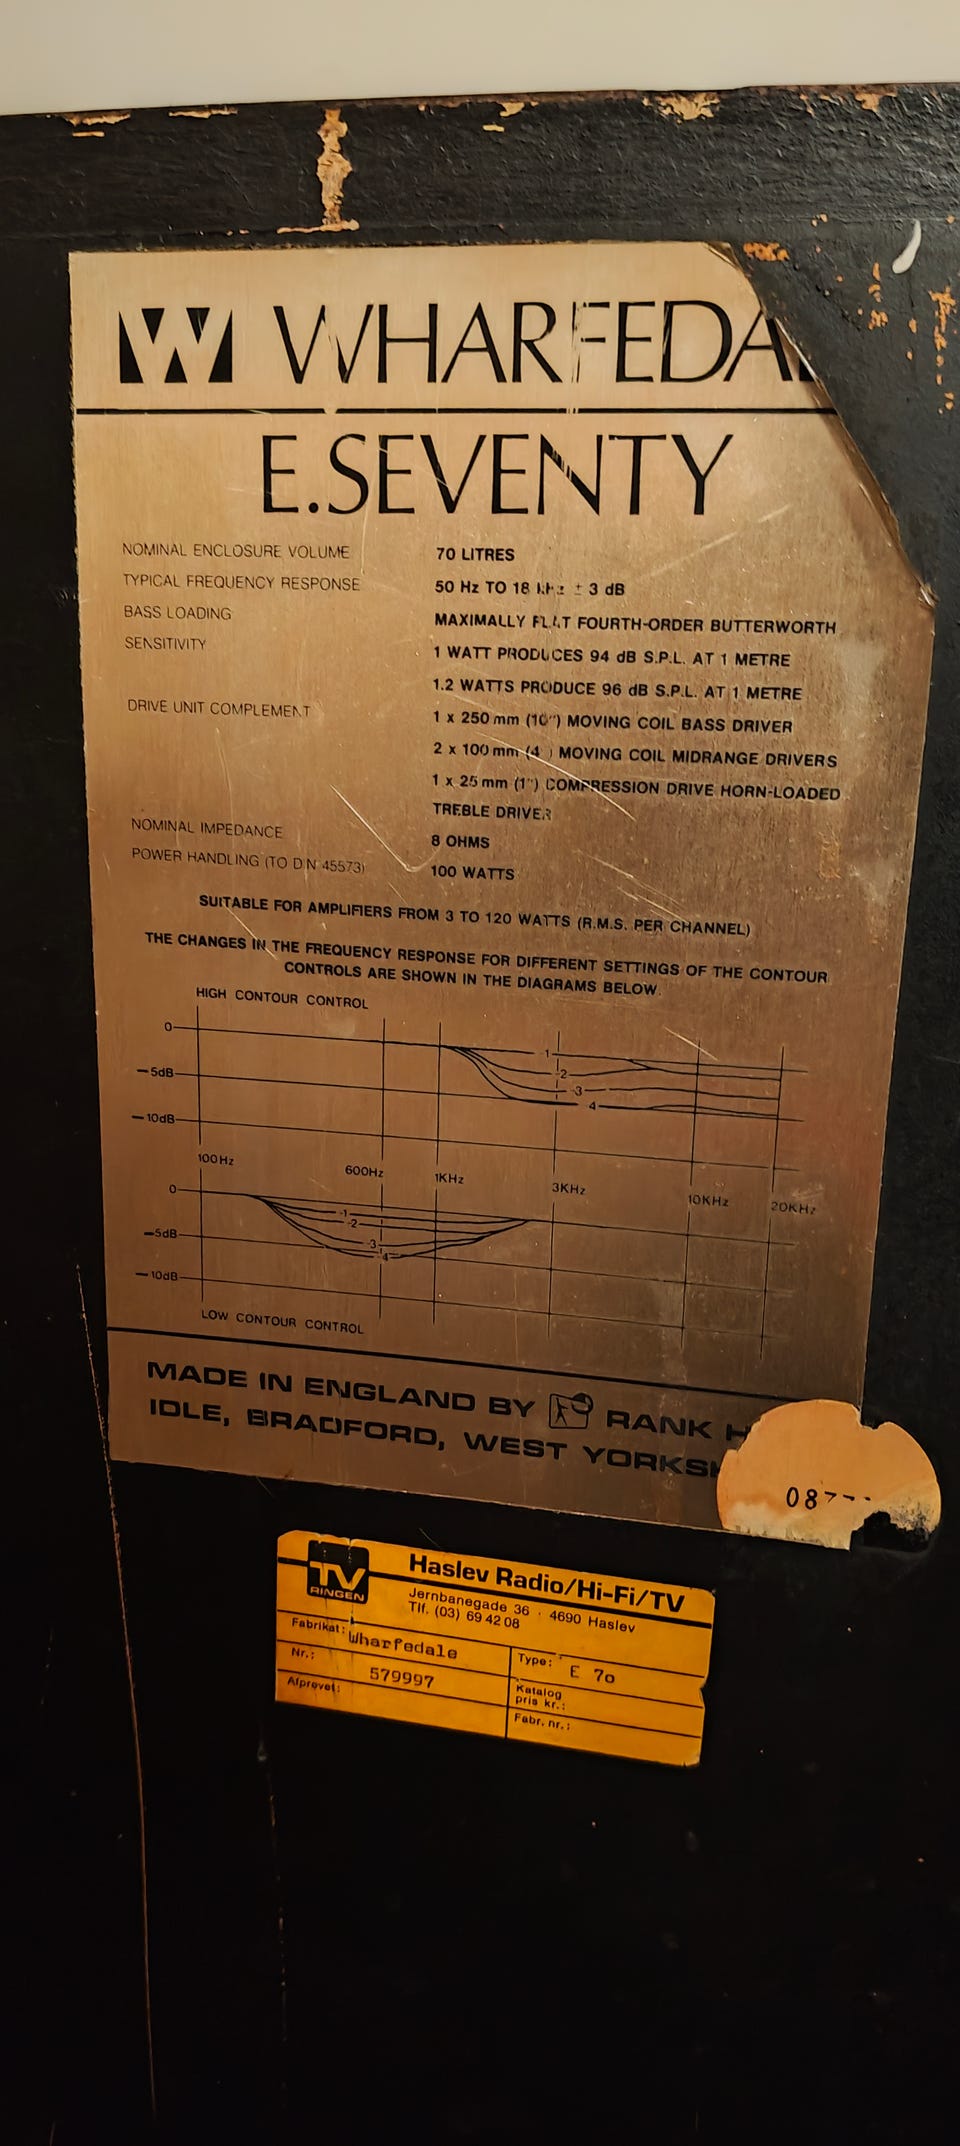 W WHARFEDA
E.SEVENTY
NOMINAL ENCLOSURE VOLUME 70 LITRES
TYPICAL FREQUENCY RESPONSE 50 Hz TO 18 kHz ± 3 dB
BASS LOADING MAXIMALLY FLAT FOURTH-ORDER BUTTERWORTH
SENSITIVITY 1 WATT PRODUCES 94 dB S.P.L. AT 1 METRE
1.2 WATTS PRODUCE 96 dB S.P.L. AT 1 METRE
DRIVE UNIT COMPLEMENT 1 x 250 mm (10") MOVING COIL BASS DRIVER
2 x 100 mm (4") MOVING COIL MIDRANGE DRIVERS
1 x 25 mm (1") COMPRESSION DRIVE HORN-LOADED
TREBLE DRIVER
NOMINAL IMPEDANCE 8 OHMS
POWER HANDLING (TO DIN 45573) 100 WATTS
SUITABLE FOR AMPLIFIERS FROM 3 TO 120 WATTS (R.M.S. PER CHANNEL)
THE CHANGES IN THE FREQUENCY RESPONSE FOR DIFFERENT SETTINGS OF THE CONTOUR
CONTROLS ARE SHOWN IN THE DIAGRAMS BELOW.
HIGH CONTOUR CONTROL
0
1
2
-5dB
3
4
-10dB
100Hz 600Hz 1KHz 3KHz 10KHz 20KHz
0
1
2
-5dB
3
4
-10dB
LOW CONTOUR CONTROL
MADE IN ENGLAND BY RANK H
IDLE, BRADFORD, WEST YORKSH
TV
RINGEN
Haslev Radio/Hi-Fi/TV
Jernbanegade 36 · 4690 Haslev
Tlf. (03) 69 42 08
Fabrikat: Wharfedale Type: E 70
Nr.: 579997 Katalog
pris kr.:
Afprøvet: Fabr. nr.: